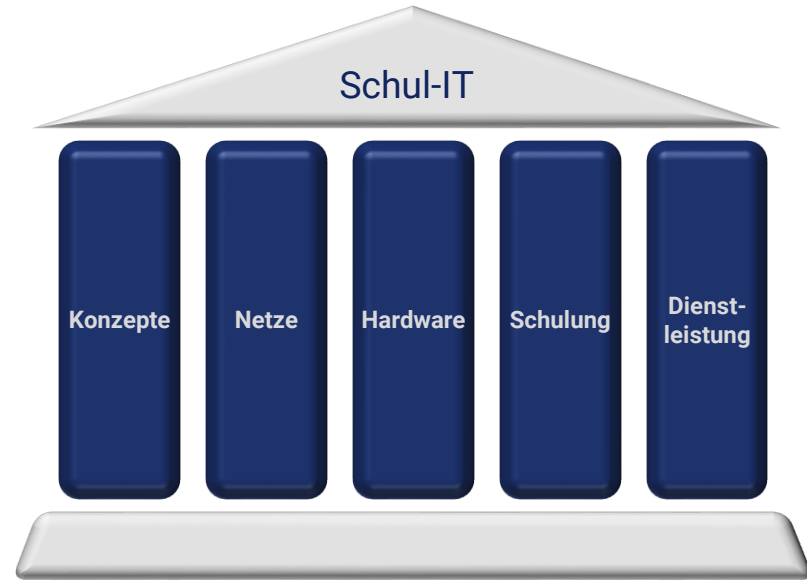 Schul-IT
Konzepte
Netze
Hardware
Schulung
Dienst-
leistung